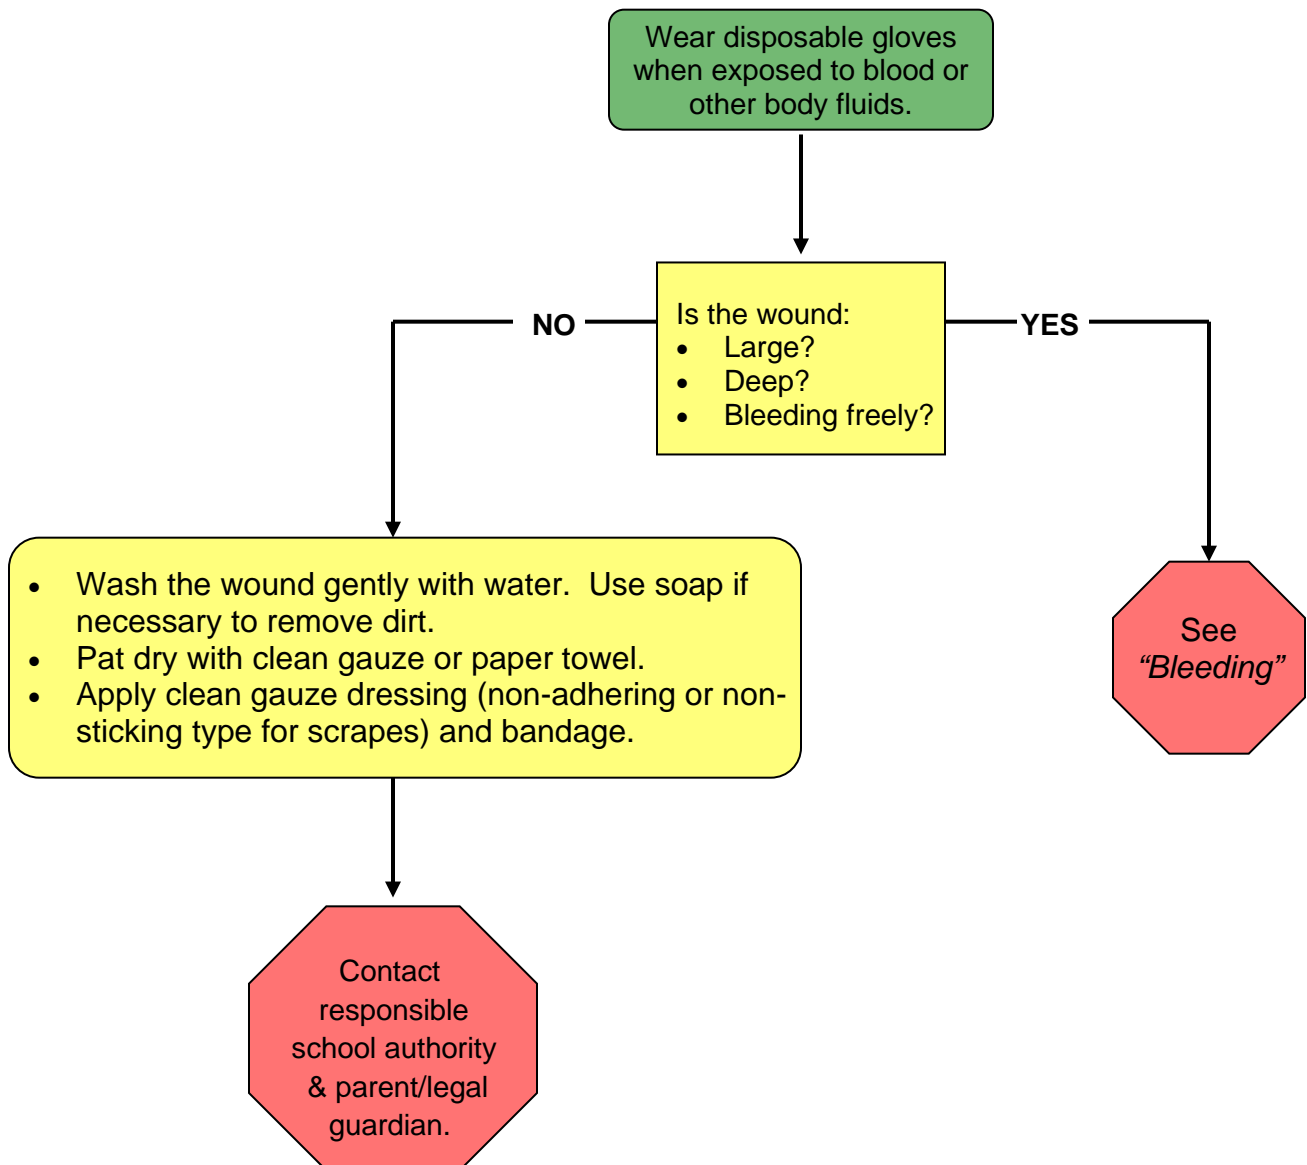 Wear disposable gloves
when exposed to blood or
other body fluids.
NO
Is the wound:
• Large?
• Deep?
• Bleeding freely?
YES
• Wash the wound gently with water.  Use soap if
necessary to remove dirt.
• Pat dry with clean gauze or paper towel.
• Apply clean gauze dressing (non-adhering or non-
sticking type for scrapes) and bandage.
See
“Bleeding”
Contact
responsible
school authority
& parent/legal
guardian.